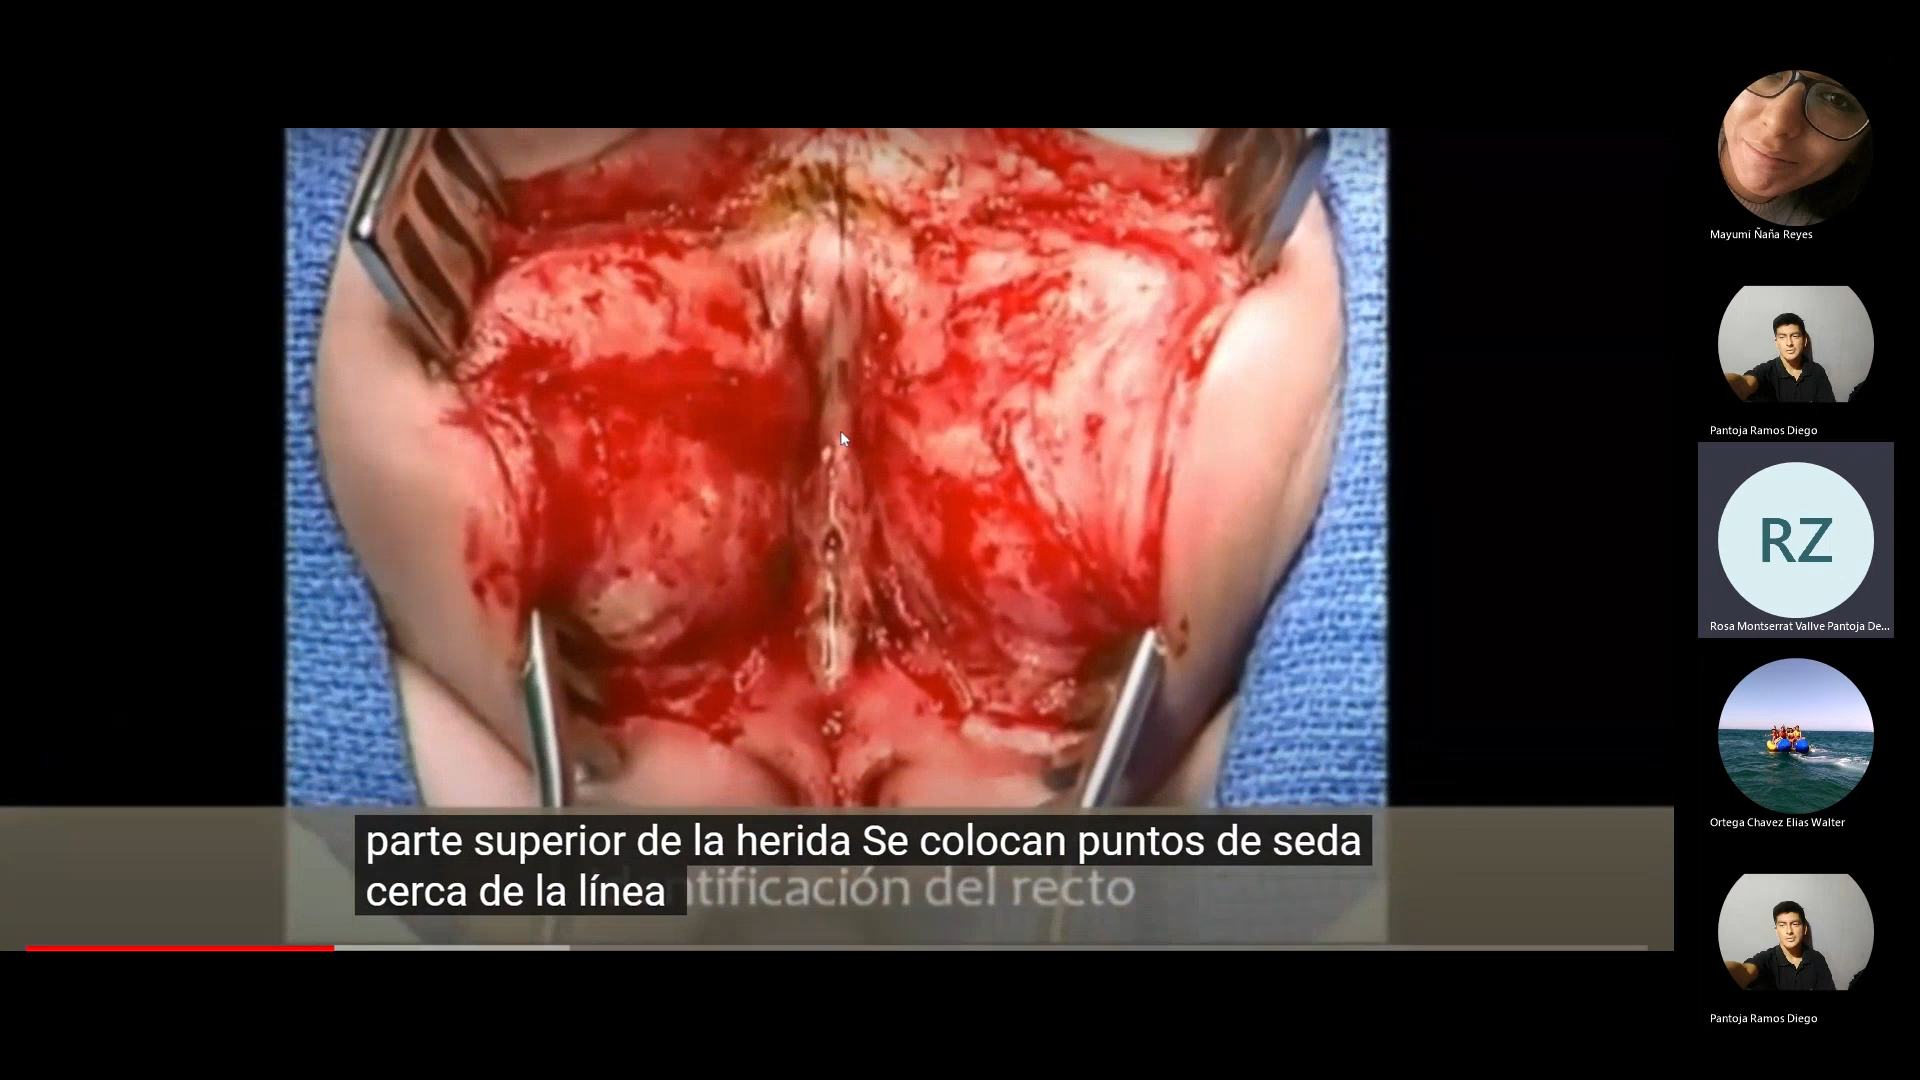 parte superior de la herida Se colocan puntos de seda
cerca de la línea
ntificación del recto
Mayumi Ñaña Reyes
Pantoja Ramos Diego
RZ
Rosa Montserrat Vallve Pantoja De...
Ortega Chavez Elias Walter
Pantoja Ramos Diego